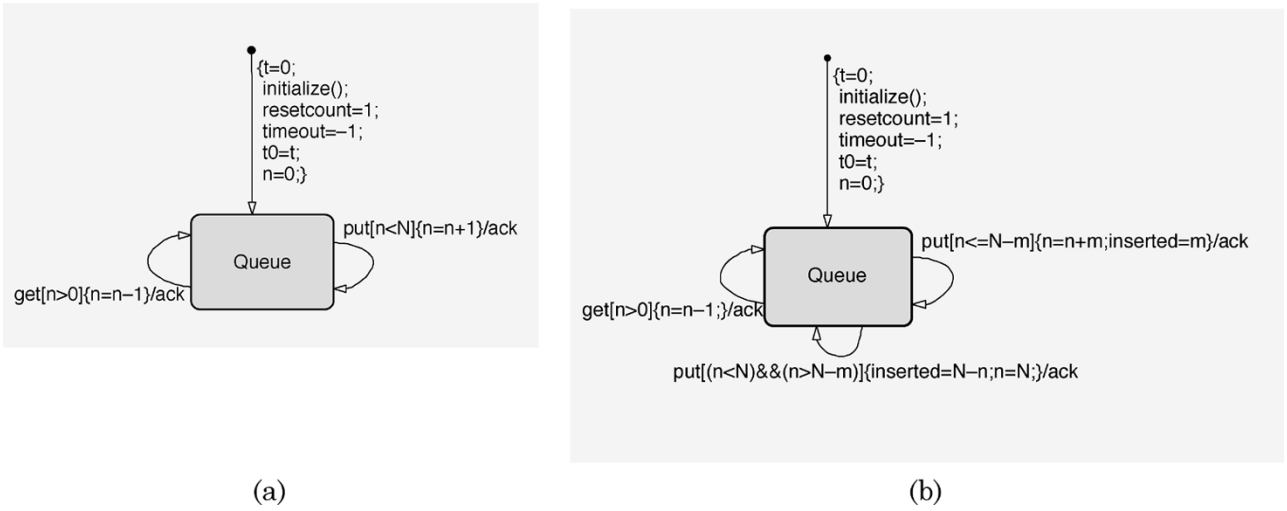 {t=0;
initialize();
resetcount=1;
timeout=–1;
t0=t;
n=0;}
put[n<N]{n=n+1}/ack
Queue
get[n>0]{n=n–1}/ack
(a)
{t=0;
initialize();
resetcount=1;
timeout=–1;
t0=t;
n=0;}
put[n<=N–m]{n=n+m;inserted=m}/ack
Queue
get[n>0]{n=n–1;}/ack
put[(n<N)&&(n>N–m)]{inserted=N–n;n=N;}/ack
(b)